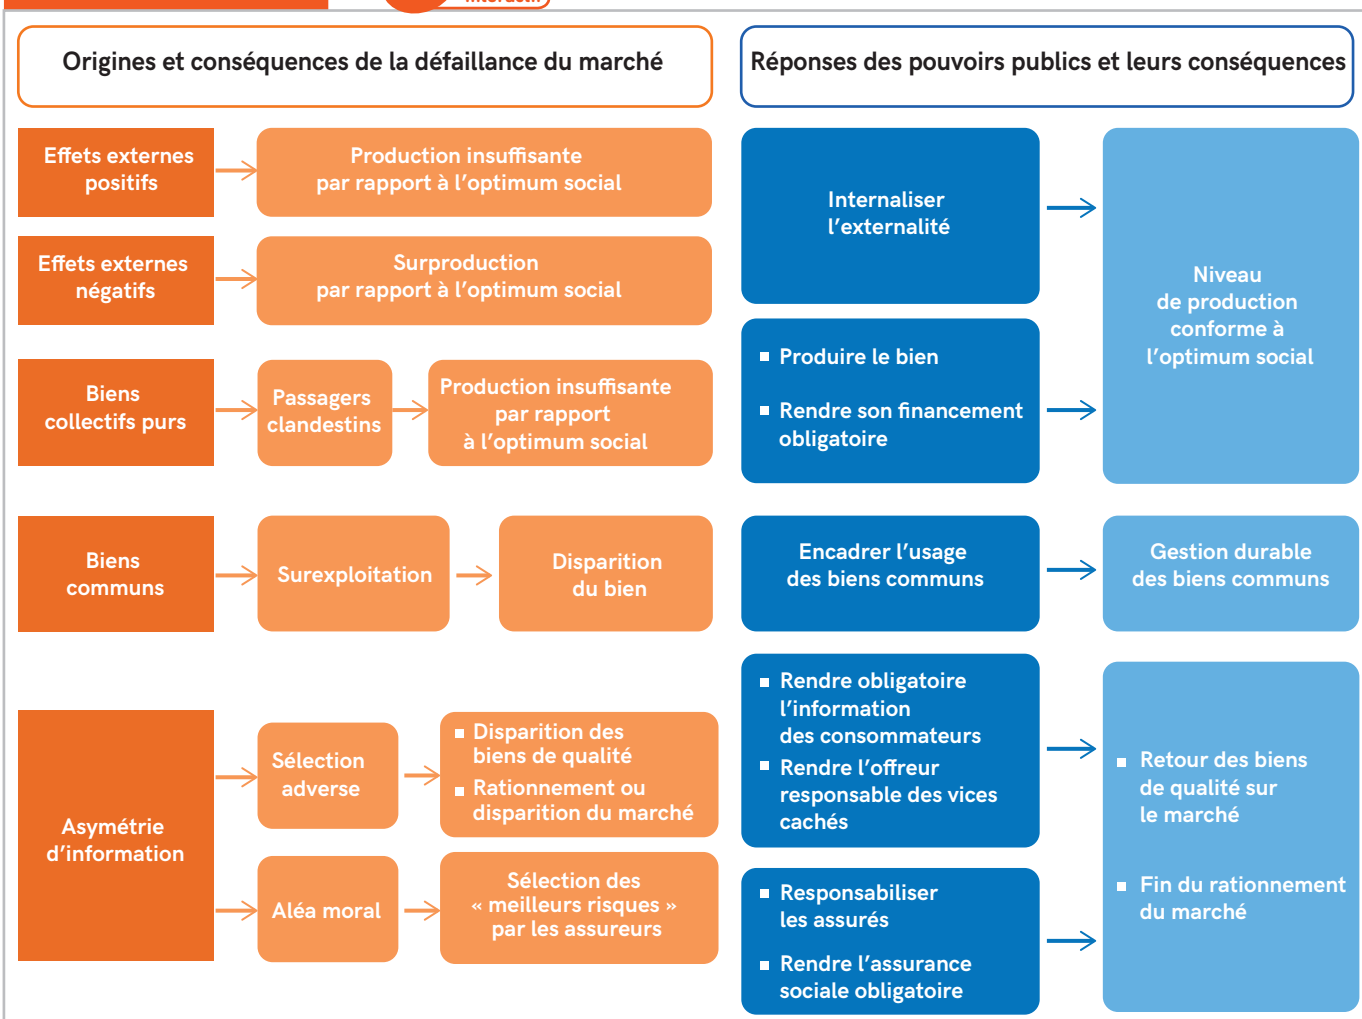 interactif
Origines et conséquences de la défaillance du marché
Réponses des pouvoirs publics et leurs conséquences
Effets externes
positifs
Production insuffisante
par rapport à l'optimum social
Effets externes
négatifs
Surproduction
par rapport à l'optimum social
Internaliser
l'externalité
Niveau
de production
conforme à
l'optimum social
Biens
collectifs purs
Passagers
clandestins
Production insuffisante
par rapport
à l'optimum social
▪ Produire le bien
▪ Rendre son financement
obligatoire
Biens
communs
Surexploitation
Disparition
du bien
Encadrer l'usage
des biens communs
Gestion durable
des biens communs
Asymétrie
d'information
Sélection
adverse
▪ Disparition des
biens de qualité
▪ Rationnement ou
disparition du marché
▪ Rendre obligatoire
l'information
des consommateurs
▪ Rendre l'offreur
responsable des vices
cachés
Aléa moral
Sélection des
« meilleurs risques »
par les assureurs
▪ Responsabiliser
les assurés
▪ Rendre l'assurance
sociale obligatoire
▪ Retour des biens
de qualité sur
le marché
▪ Fin du rationnement
du marché